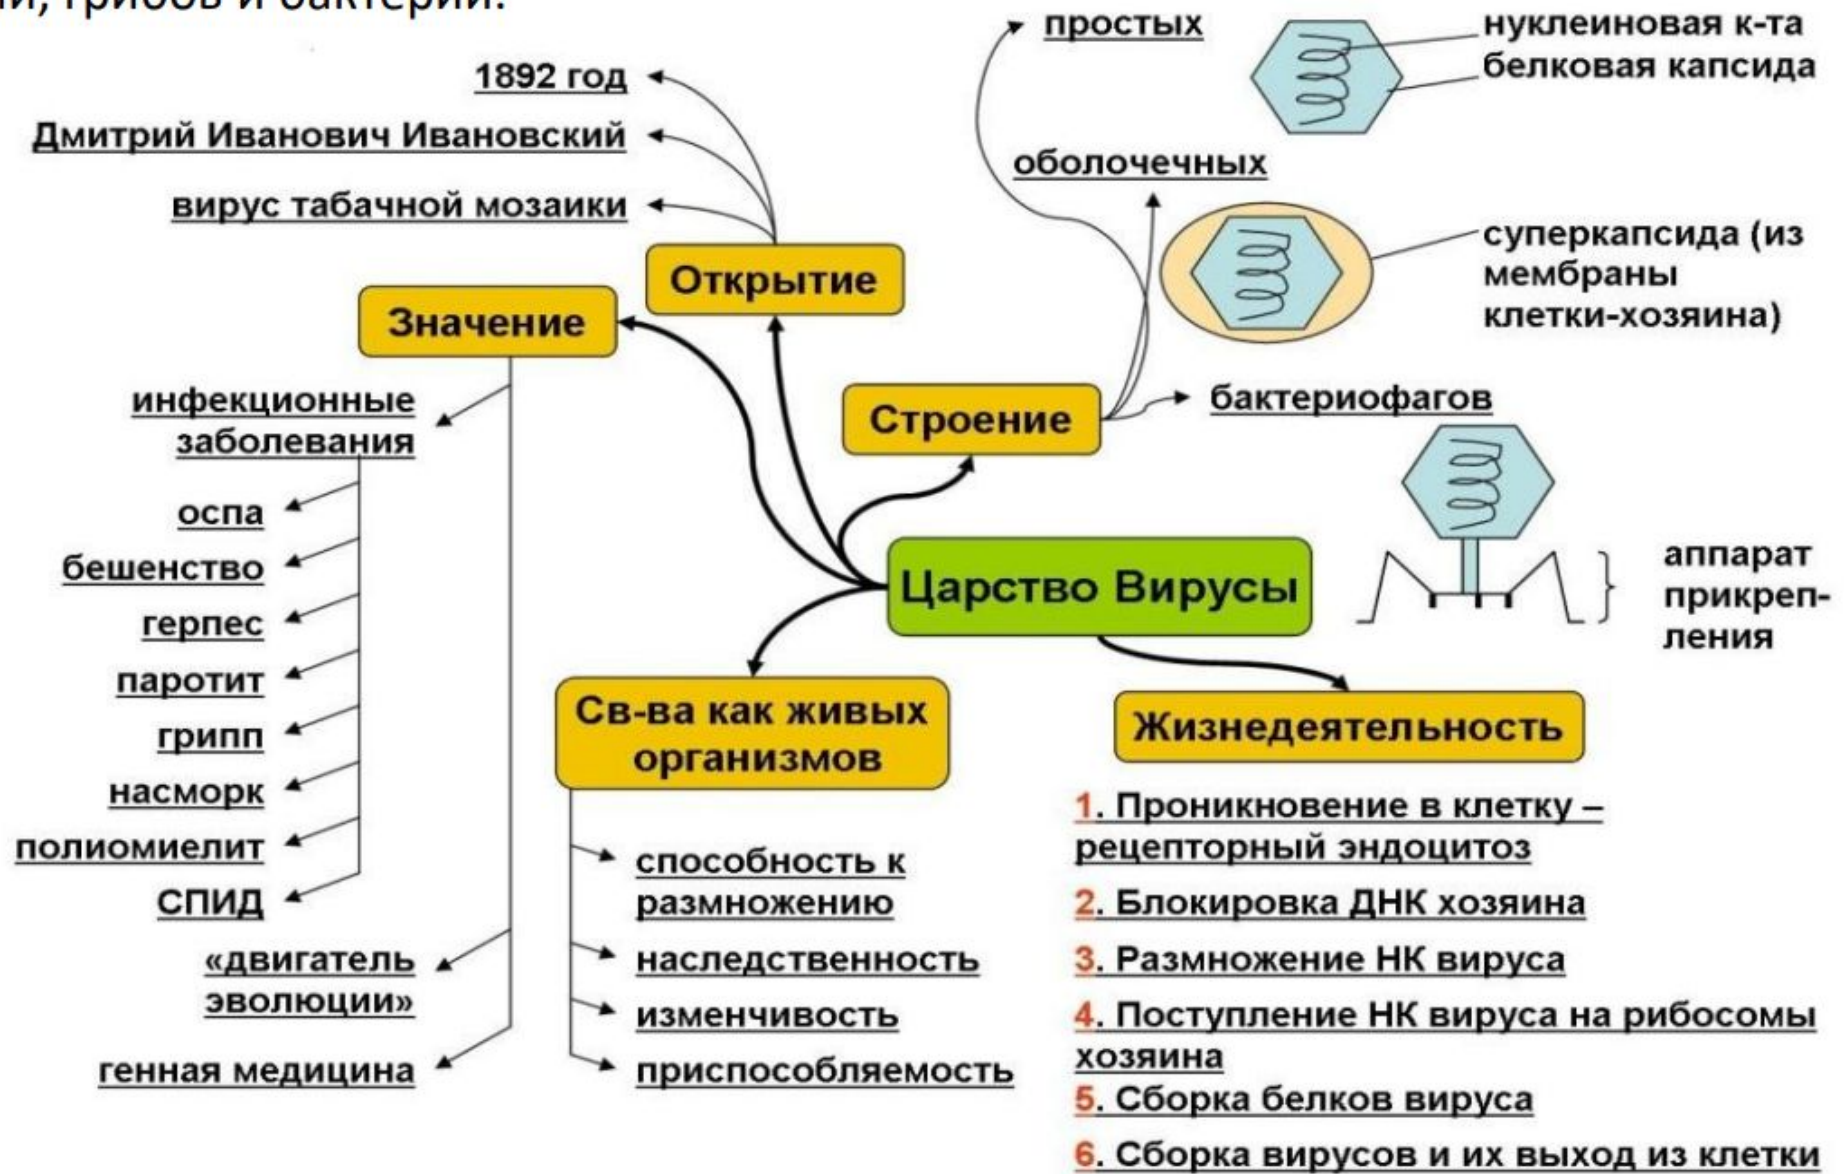 грибов и бактерий.
1892 год
Дмитрий Иванович Ивановский
вирус табачной мозаики
Открытие
Значение
инфекционные
заболевания
оспа
бешенство
герпес
паротит
грипп
насморк
полиомиелит
СПИД
«двигатель
эволюции»
генная медицина
простых
нуклеиновая к-та
белковая капсида
оболочечных
суперкапсида (из
мембраны
клетки-хозяина)
Строение
бактериофагов
аппарат
прикреп-
ления
Царство Вирусы
Св-ва как живых
организмов
способность к
размножению
наследственность
изменчивость
приспособляемость
Жизнедеятельность
1. Проникновение в клетку –
рецепторный эндоцитоз
2. Блокировка ДНК хозяина
3. Размножение НК вируса
4. Поступление НК вируса на рибосомы
хозяина
5. Сборка белков вируса
6. Сборка вирусов и их выход из клетки